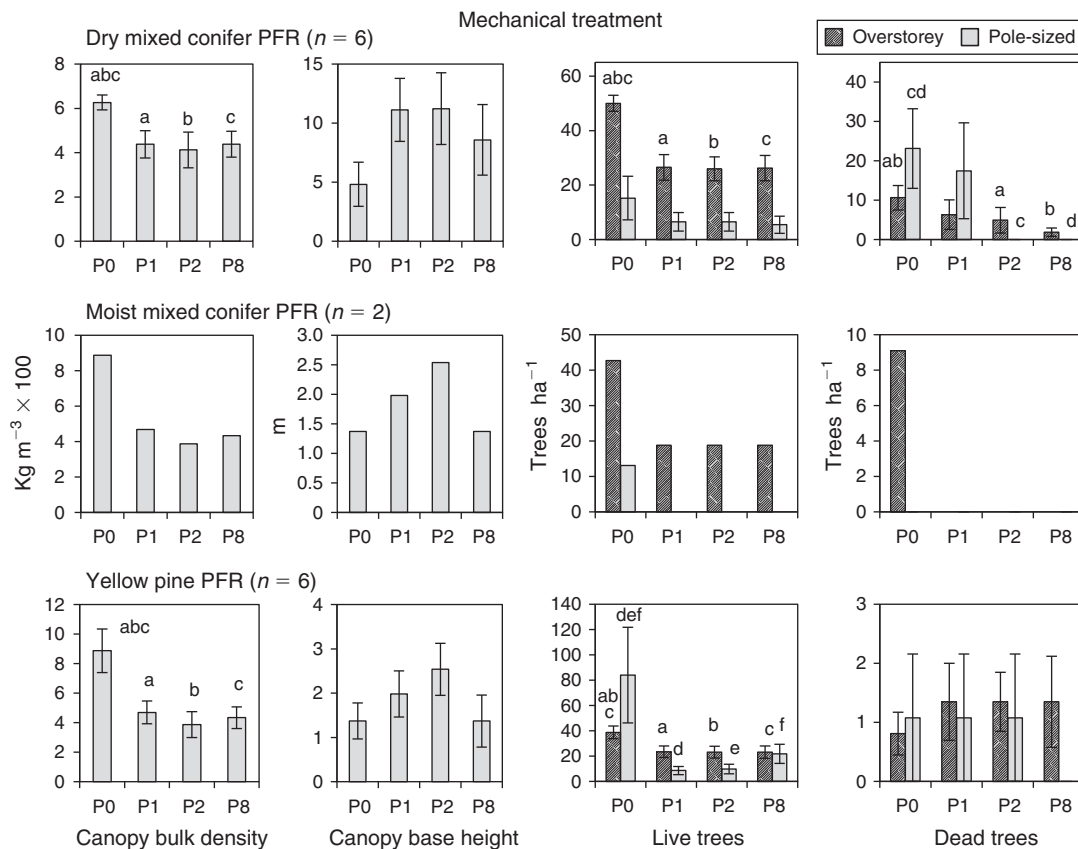 Mechanical treatment
Dry mixed conifer PFR (n = 6)
Overstorey Pole-sized
8 6 4 2 0
abc a b c
P0 P1 P2 P8
15 10 5 0
P0 P1 P2 P8
60 40 20 0
abc a b c
P0 P1 P2 P8
40 30 20 10 0
ab cd a c b d
P0 P1 P2 P8
Moist mixed conifer PFR (n = 2)
Kg m⁻³ × 100
10 8 6 4 2 0
P0 P1 P2 P8
m
3.0 2.5 2.0 1.5 1.0 0.5 0
P0 P1 P2 P8
Trees ha⁻¹
50 40 30 20 10 0
P0 P1 P2 P8
Trees ha⁻¹
10 8 6 4 2 0
P0 P1 P2 P8
Yellow pine PFR (n = 6)
12 10 8 6 4 2 0
abc a b c
P0 P1 P2 P8
4 3 2 1 0
P0 P1 P2 P8
140 120 100 80 60 40 20 0
ab c def a d b e c f
P0 P1 P2 P8
3 2 1 0
P0 P1 P2 P8
Canopy bulk density Canopy base height Live trees Dead trees